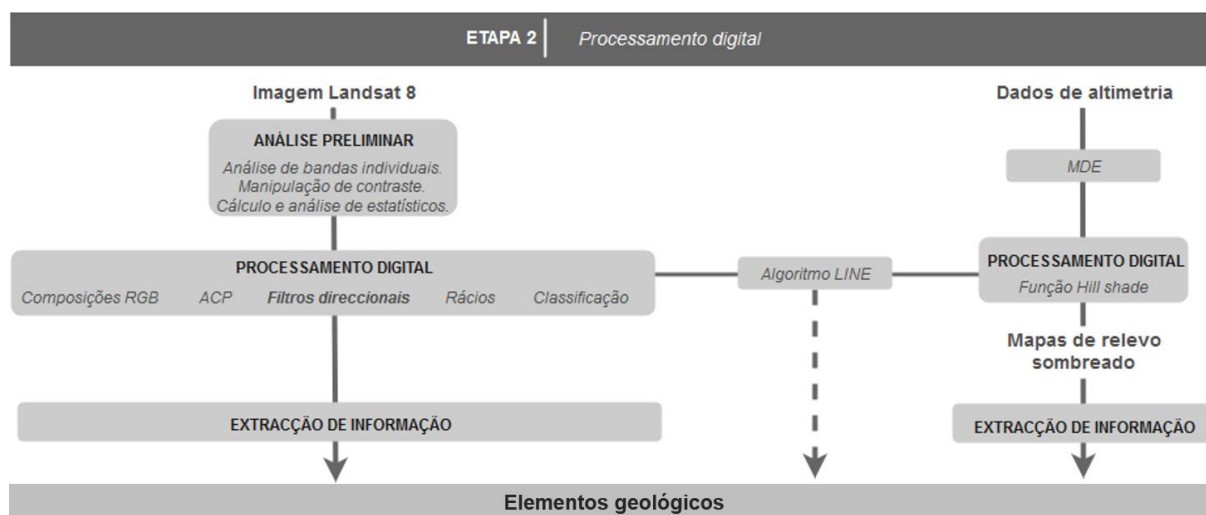 ETAPA 2 Processamento digital
Imagem Landsat 8
ANÁLISE PRELIMINAR
Análise de bandas individuais.
Manipulação de contraste.
Cálculo e análise de estatísticos.
Dados de altimetria
MDE
PROCESSAMENTO DIGITAL
Composições RGB ACP Filtros direccionais Rácios Classificação
Algoritmo LINE
PROCESSAMENTO DIGITAL
Função Hill shade
Mapas de relevo
sombreado
EXTRACÇÃO DE INFORMAÇÃO
EXTRACÇÃO DE INFORMAÇÃO
Elementos geológicos